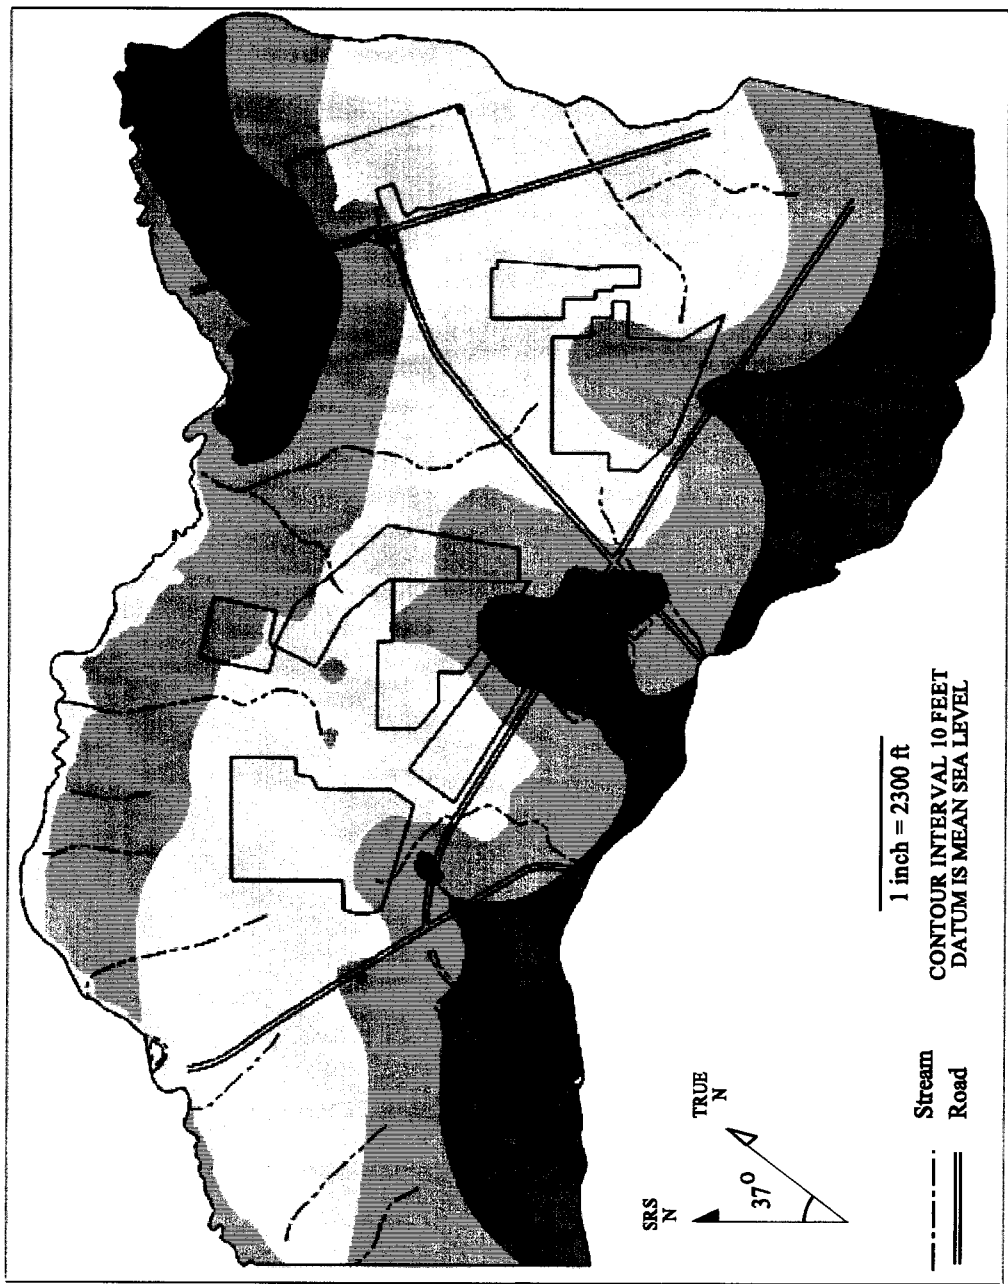 SRS
N
TRUE
N
37°
Stream
Road
1 inch = 2300 ft
CONTOUR INTERVAL 10 FEET
DATUM IS MEAN SEA LEVEL